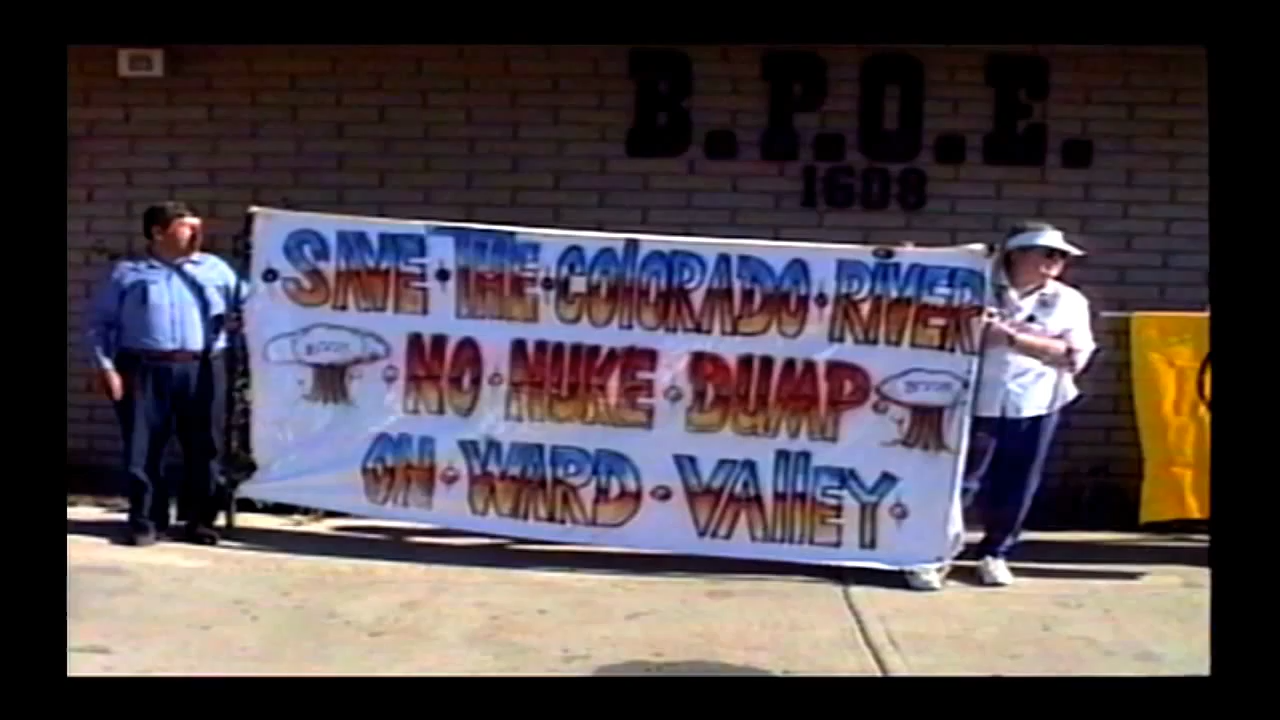 B.P.O.E.
1608
SAVE • THE • COlORADO • RiVER
• NO • NUKE • DUMP •
ON • WARD • VAllEY •